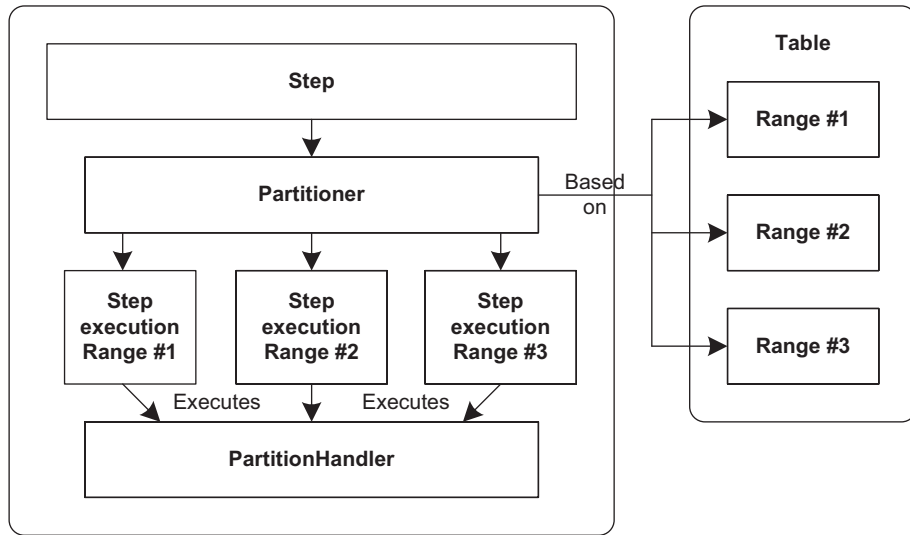 Step
Partitioner
Based
on
Step
execution
Range #1
Step
execution
Range #2
Step
execution
Range #3
Executes
Executes
PartitionHandler
Table
Range #1
Range #2
Range #3